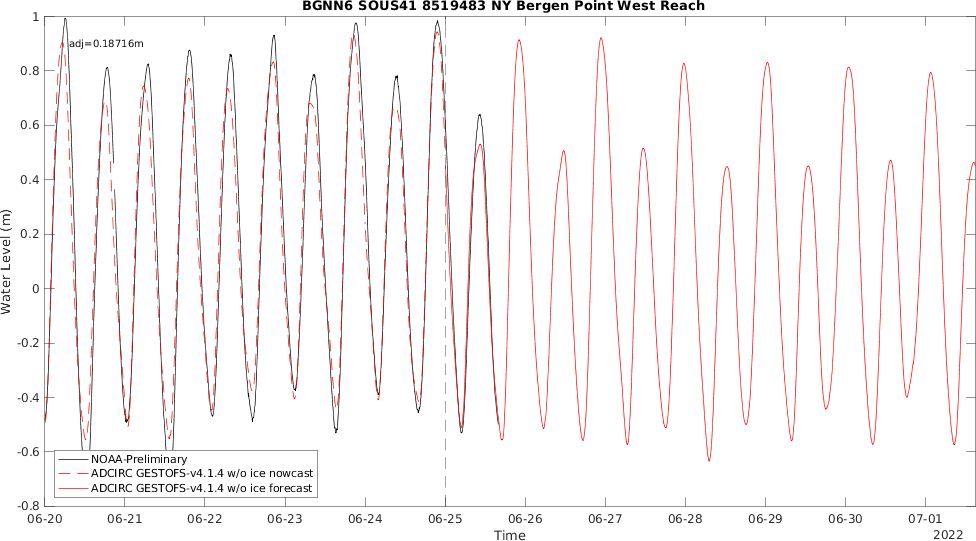 BGNN6 SOUS41 8519483 NY Bergen Point West Reach
adj=0.18716m
Water Level (m)
1
0.8
0.6
0.4
0.2
0
-0.2
-0.4
-0.6
-0.8
NOAA-Preliminary
ADCIRC GESTOFS-v4.1.4 w/o ice nowcast
ADCIRC GESTOFS-v4.1.4 w/o ice forecast
06-20 06-21 06-22 06-23 06-24 06-25 06-26 06-27 06-28 06-29 06-30 07-01
Time
2022